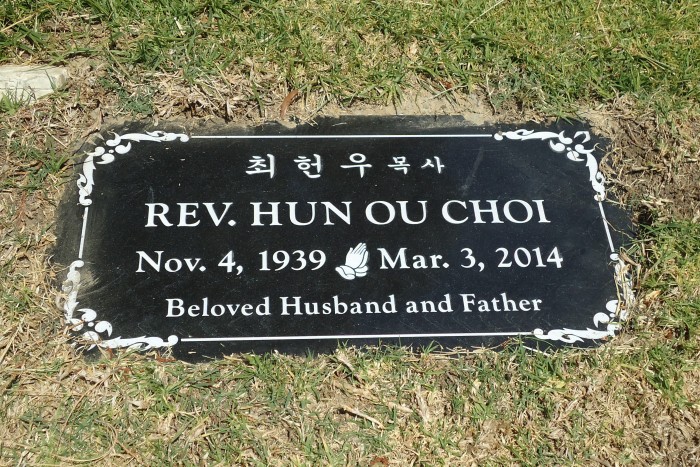 최헌우 목사
REV. HUN OU CHOI
Nov. 4, 1939 Mar. 3, 2014
Beloved Husband and Father